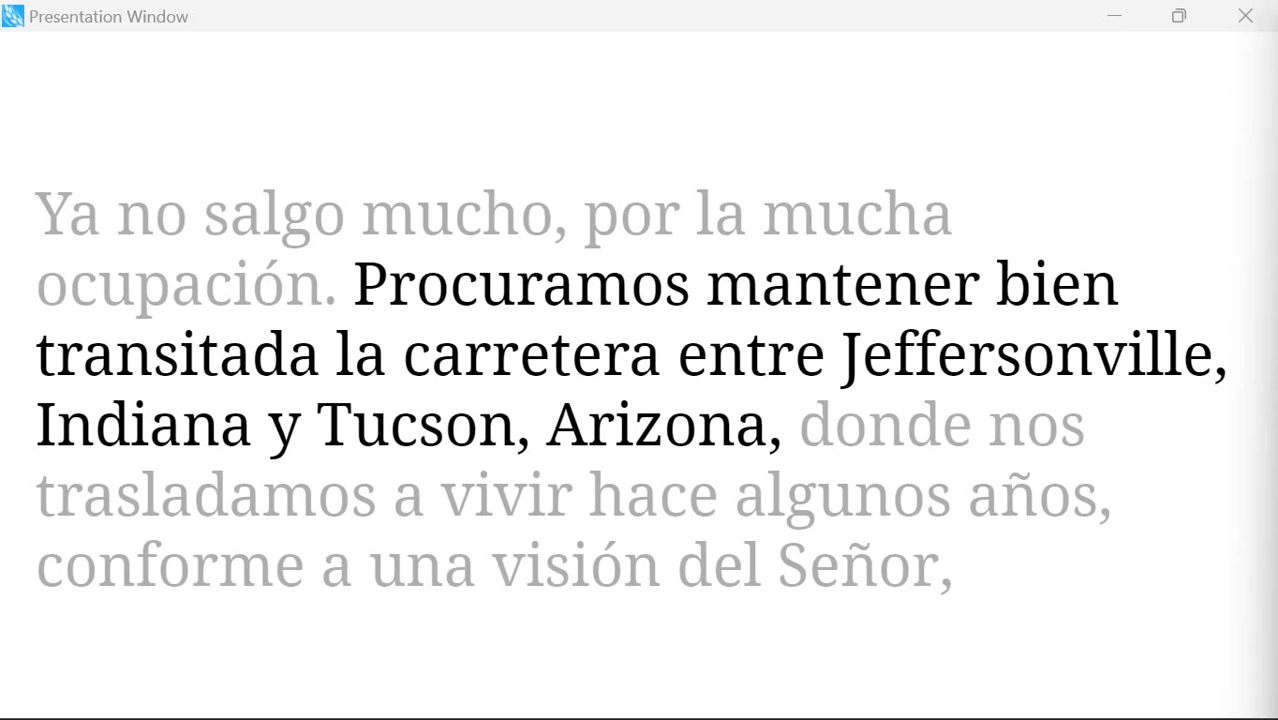 Presentation Window
Ya no salgo mucho, por la mucha
ocupación. Procuramos mantener bien
transitada la carretera entre Jeffersonville,
Indiana y Tucson, Arizona, donde nos
trasladamos a vivir hace algunos años,
conforme a una visión del Señor,